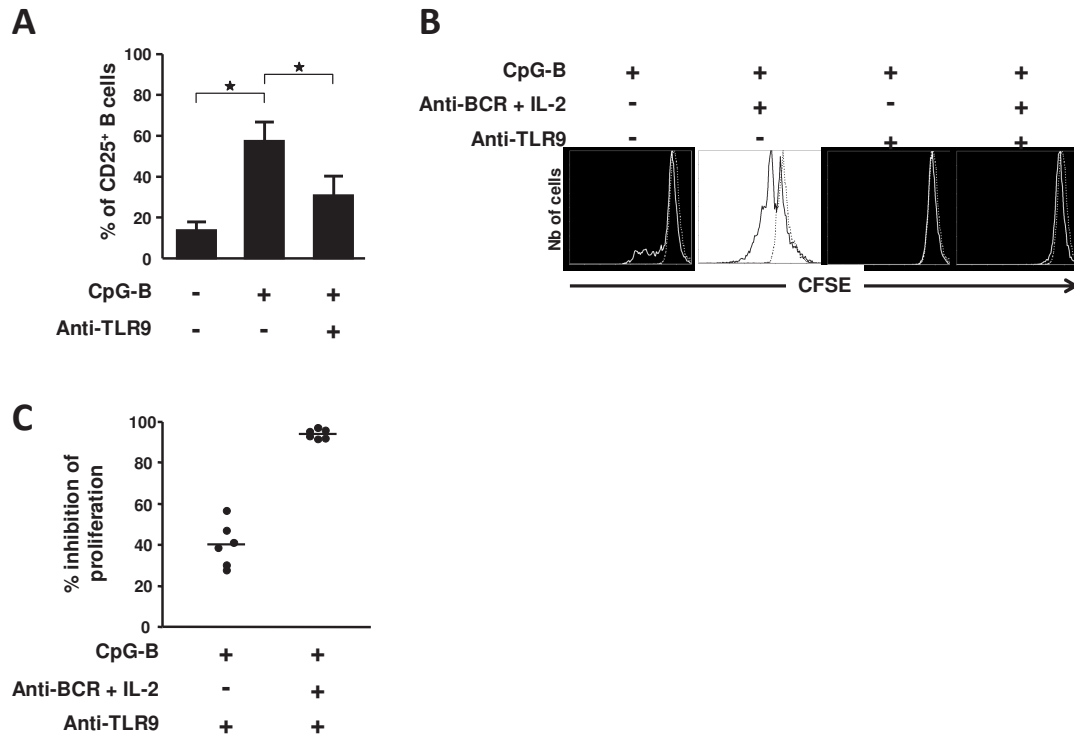 A
100
80
60
40
20
0
% of CD25+ B cells
★
★
CpG-B - + +
Anti-TLR9 - - +
B
CpG-B + + + +
Anti-BCR + IL-2 - + - +
Anti-TLR9 - - + +
Nb of cells
CFSE
C
100
80
60
40
20
0
% inhibition of
proliferation
CpG-B + +
Anti-BCR + IL-2 - +
Anti-TLR9 + +